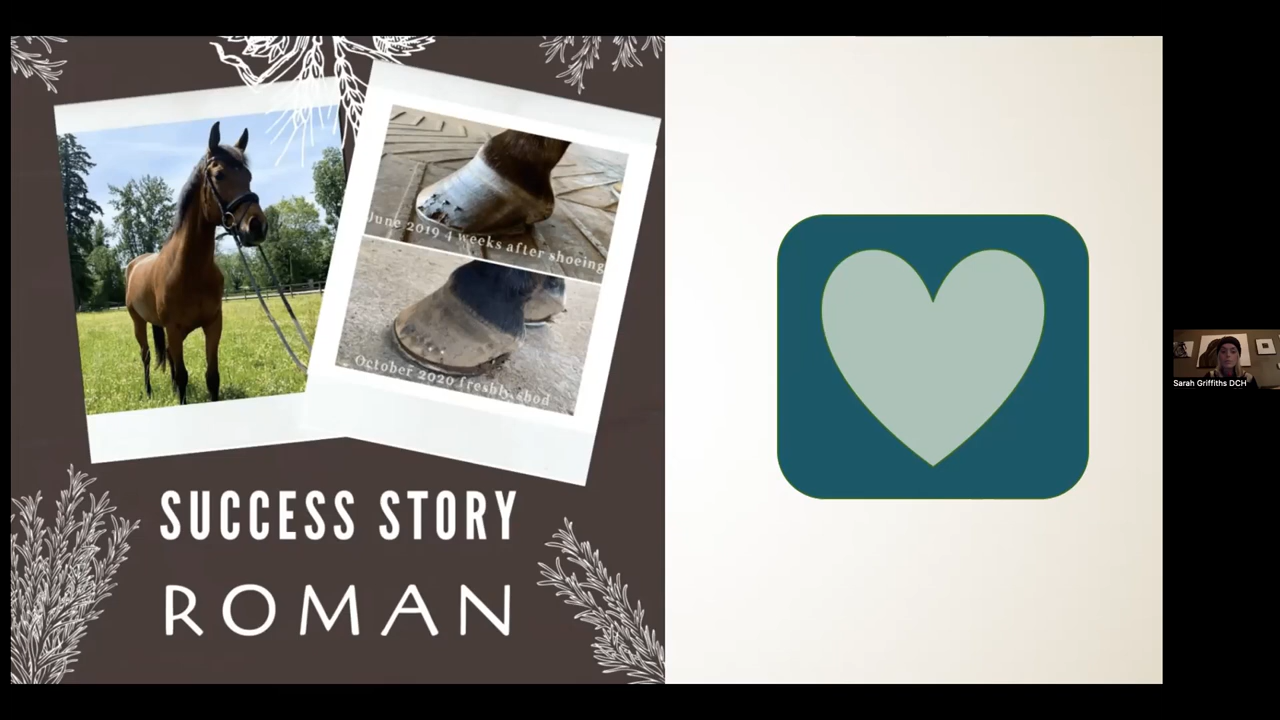 June 2019 4 weeks after shoeing
October 2020 freshly shod
SUCCESS STORY
ROMAN
Sarah Griffiths DCH